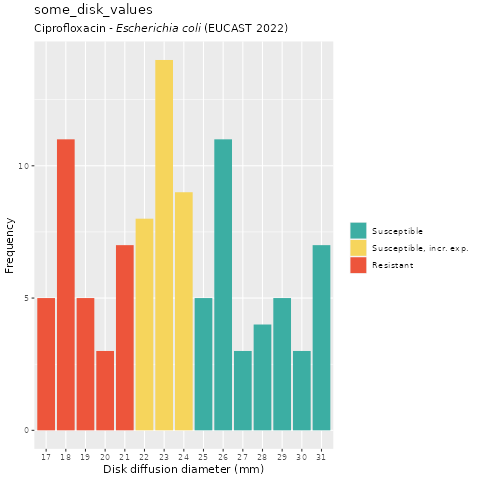 some_disk_values
Ciprofloxacin - Escherichia coli (EUCAST 2022)
Frequency
10
5
0
17 18 19 20 21 22 23 24 25 26 27 28 29 30 31
Disk diffusion diameter (mm)
Susceptible
Susceptible, incr. exp.
Resistant